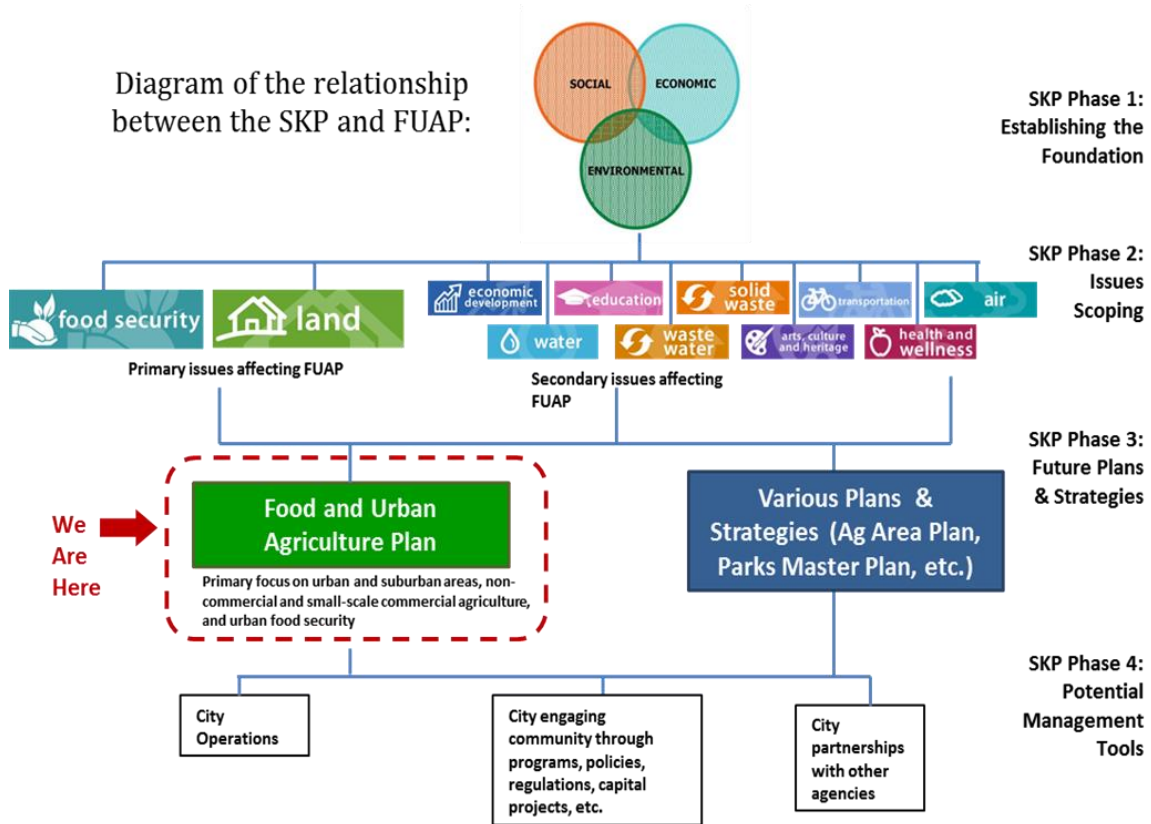 Diagram of the relationship
between the SKP and FUAP:
SOCIAL
ECONOMIC
ENVIRONMENTAL
SKP Phase 1:
Establishing the
Foundation
SKP Phase 2:
Issues
Scoping
food security
land
economic
development
education
solid
waste
transportation
air
water
waste
water
arts, culture
and heritage
health and
wellness
Primary issues affecting FUAP
Secondary issues affecting
FUAP
SKP Phase 3:
Future Plans
& Strategies
We
Are
Here
Food and Urban
Agriculture Plan
Primary focus on urban and suburban areas, non-
commercial and small-scale commercial agriculture,
and urban food security
Various Plans &
Strategies (Ag Area Plan,
Parks Master Plan, etc.)
SKP Phase 4:
Potential
Management
Tools
City
Operations
City engaging
community through
programs, policies,
regulations, capital
projects, etc.
City
partnerships
with other
agencies